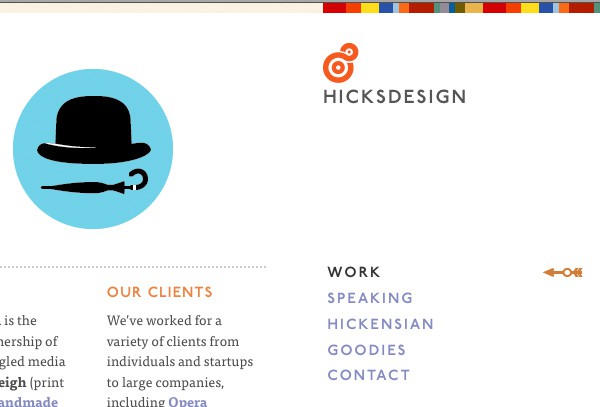 HICKSDESIGN
WORK
SPEAKING
HICKENSIAN
GOODIES
CONTACT
is the
nership of
gled media
eigh (print
andmade
OUR CLIENTS
We've worked for a
variety of clients from
individuals and startups
to large companies,
including Opera